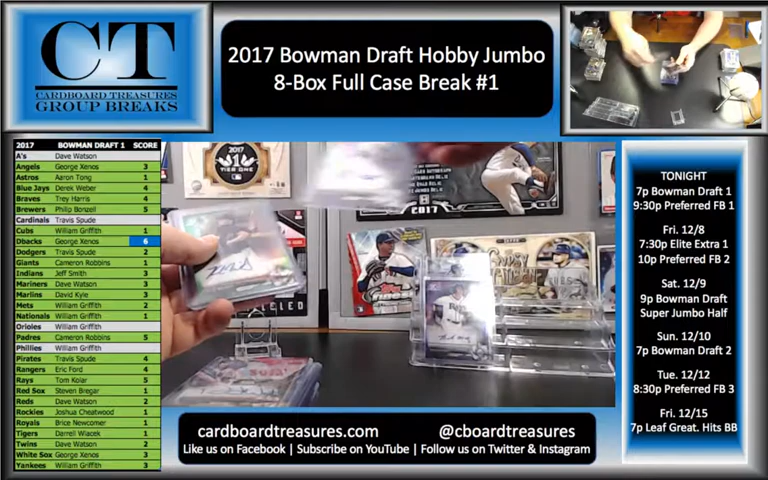 CT
CARDBOARD TREASURES
GROUP BREAKS
2017 Bowman Draft Hobby Jumbo
8-Box Full Case Break #1
2017 BOWMAN DRAFT 1 SCORE
A's Dave Watson
Angels George Xenos 3
Astros Aaron Tong 1
Blue Jays Derek Weber 4
Braves Trey Harris 4
Brewers Philip Bonzell 5
Cardinals Travis Spude
Cubs William Griffith 1
Dbacks George Xenos 6
Dodgers Travis Spude 2
Giants Cameron Robbins 1
Indians Jeff Smith 3
Mariners Dave Watson 3
Marlins David Kyle 3
Mets William Griffith 2
Nationals William Griffith 1
Orioles William Griffith
Padres Cameron Robbins 5
Phillies William Griffith
Pirates Travis Spude 4
Rangers Eric Ford 4
Rays Tom Kolar 5
Red Sox Steven Bregar 1
Reds Dave Watson 2
Rockies Joshua Cheatwood 1
Royals Brice Newcomer 1
Tigers Darrell Wiacek 1
Twins Dave Watson 2
White Sox George Xenos 3
Yankees William Griffith 3
2017
1
TIER ONE
2017
GYPSY
TONIGHT
7p Bowman Draft 1
9:30p Preferred FB 1
Fri. 12/8
7:30p Elite Extra 1
10p Preferred FB 2
Sat. 12/9
9p Bowman Draft
Super Jumbo Half
Sun. 12/10
7p Bowman Draft 2
Tue. 12/12
8:30p Preferred FB 3
Fri. 12/15
7p Leaf Great. Hits BB
cardboardtreasures.com @cboardtreasures
Like us on Facebook | Subscribe on YouTube | Follow us on Twitter & Instagram